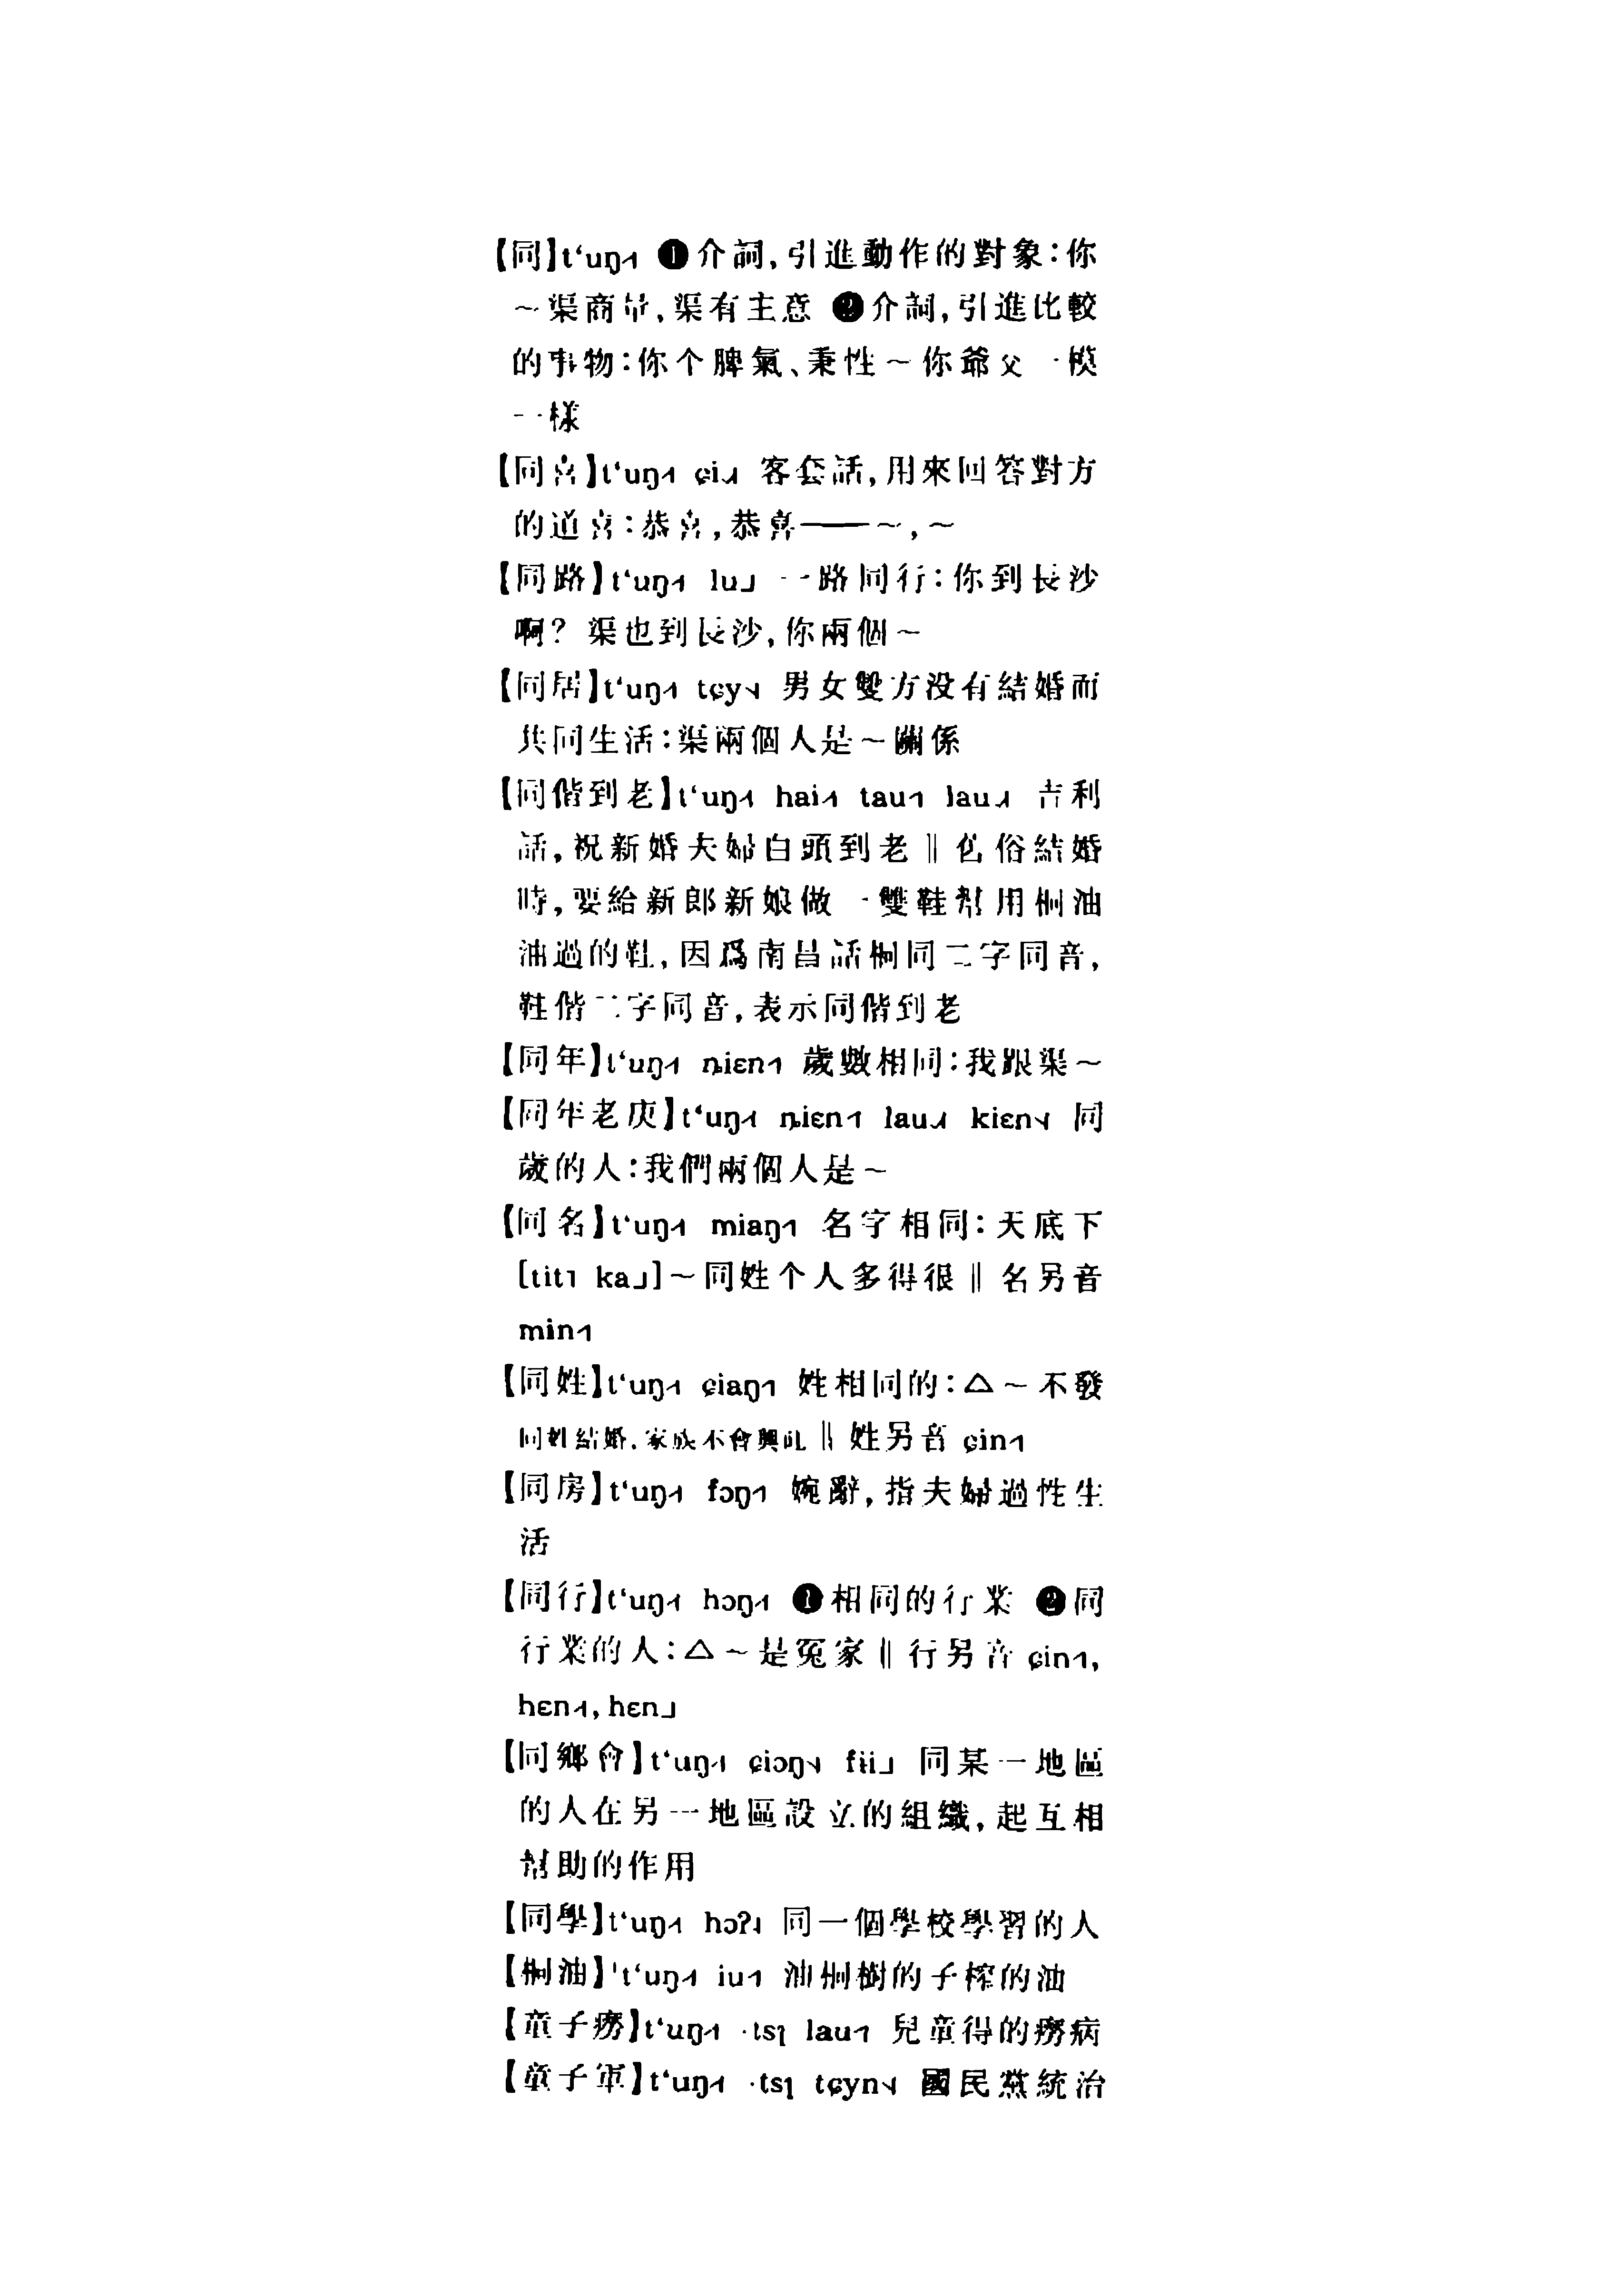 【同】t‘uŋ˧˥ ❶介詞,引進動作的對象:你
～渠商量,渠有主意 ❷介詞,引進比較
的事物:你个脾氣、秉性～你爺父一模
一樣
【同喜】t‘uŋ˧˥ ɕi˨˩˧ 客套話,用來回答對方
的道喜:恭喜,恭喜——～,～
【同路】t‘uŋ˧˥ lu˩ 一路同行:你到長沙
啊? 渠也到長沙,你兩個～
【同居】t‘uŋ˧˥ tɕy˦˨ 男女雙方没有結婚而
共同生活:渠兩個人是～關係
【同偕到老】t‘uŋ˧˥ hai˧˥ tau˦˥ lau˨˩˧ 吉利
話,祝新婚夫婦白頭到老‖舊俗結婚
時,要給新郎新娘做一雙鞋幫用桐油
油過的鞋,因爲南昌話桐同二字同音,
鞋偕二字同音,表示同偕到老
【同年】t‘uŋ˧˥ ȵiɛn˦˥ 歲數相同:我跟渠～
【同年老庚】t‘uŋ˧˥ ȵiɛn˦˥ lau˨˩˧ kiɛn˦˨ 同
歲的人:我們兩個人是～
【同名】t‘uŋ˧˥ miaŋ˦˥ 名字相同:天底下
[tit˥ ka˩]～同姓个人多得很‖名另音
min˧˥
【同姓】t‘uŋ˧˥ ɕiaŋ˦˥ 姓相同的:△～不發
同姓結婚,家族不會興旺‖姓另音 ɕin˦˥
【同房】t‘uŋ˧˥ fɔŋ˦˥ 婉辭,指夫婦過性生
活
【同行】t‘uŋ˧˥ hɔŋ˧˥ ❶相同的行業 ❷同
行業的人:△～是冤家‖行另音 ɕin˦˥,
hɛn˧˥, hɛn˩
【同鄉會】t‘uŋ˧˥ ɕiɔŋ˦˨ fɨi˩ 同某一地區
的人在另一地區設立的組織,起互相
幫助的作用
【同學】t‘uŋ˧˥ hɔʔ˨ 同一個學校學習的人
【桐油】t‘uŋ˧˥ iu˦˥ 油桐樹的子榨的油
【童子癆】t‘uŋ˧˥ ·tsɿ lau˦˥ 兒童得的癆病
【童子軍】t‘uŋ˧˥ ·tsɿ tɕyn˦˨ 國民黨統治